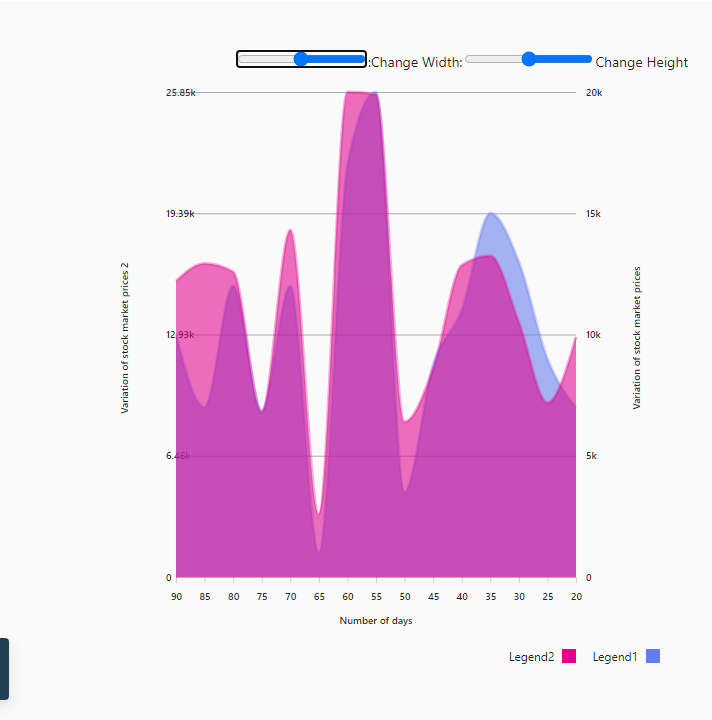 :Change Width: Change Height
25.85k 20k
19.39k 15k
Variation of stock market prices 2
Variation of stock market prices
12.93k 10k
6.46k 5k
0 0
90 85 80 75 70 65 60 55 50 45 40 35 30 25 20
Number of days
Legend2 Legend1